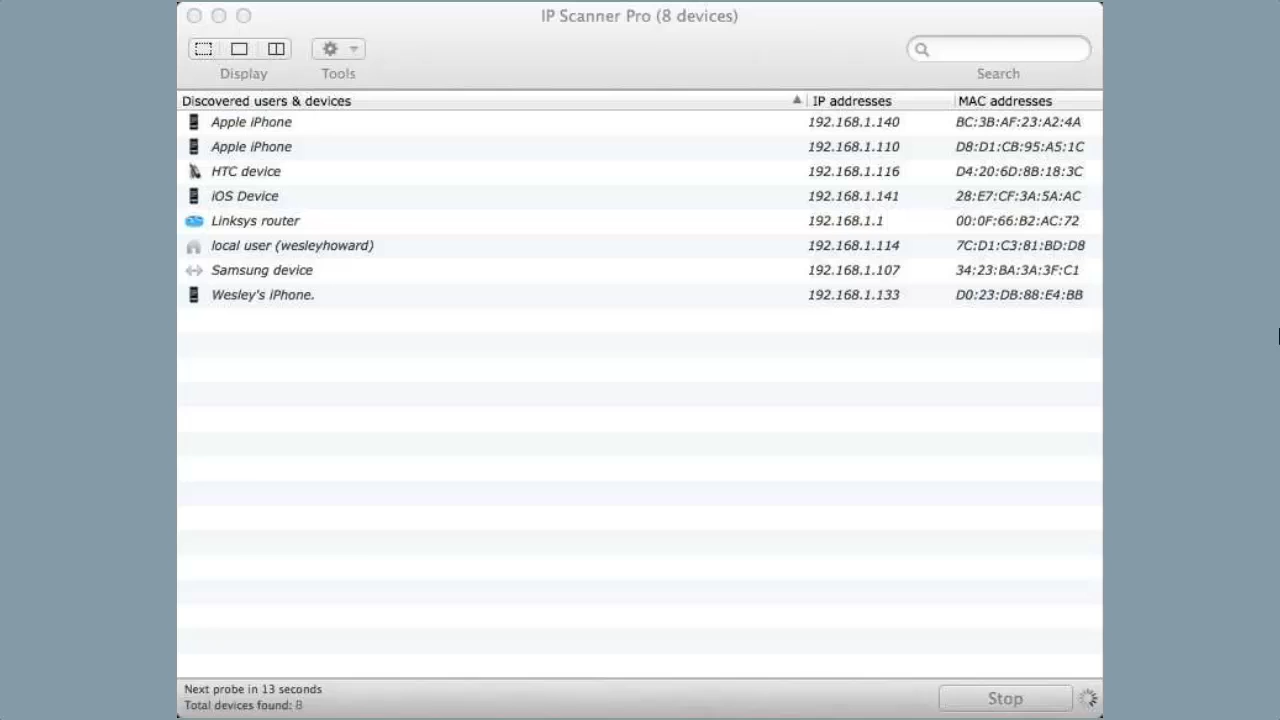 IP Scanner Pro (8 devices)
Display Tools Search
Discovered users & devices IP addresses MAC addresses
Apple iPhone 192.168.1.140 BC:3B:AF:23:A2:4A
Apple iPhone 192.168.1.110 D8:D1:CB:95:A5:1C
HTC device 192.168.1.116 D4:20:6D:8B:18:3C
iOS Device 192.168.1.141 28:E7:CF:3A:5A:AC
Linksys router 192.168.1.1 00:0F:66:B2:AC:72
local user (wesleyhoward) 192.168.1.114 7C:D1:C3:81:BD:D8
Samsung device 192.168.1.107 34:23:BA:3A:3F:C1
Wesley's iPhone. 192.168.1.133 D0:23:DB:88:E4:BB
Next probe in 13 seconds
Total devices found: 8
Stop